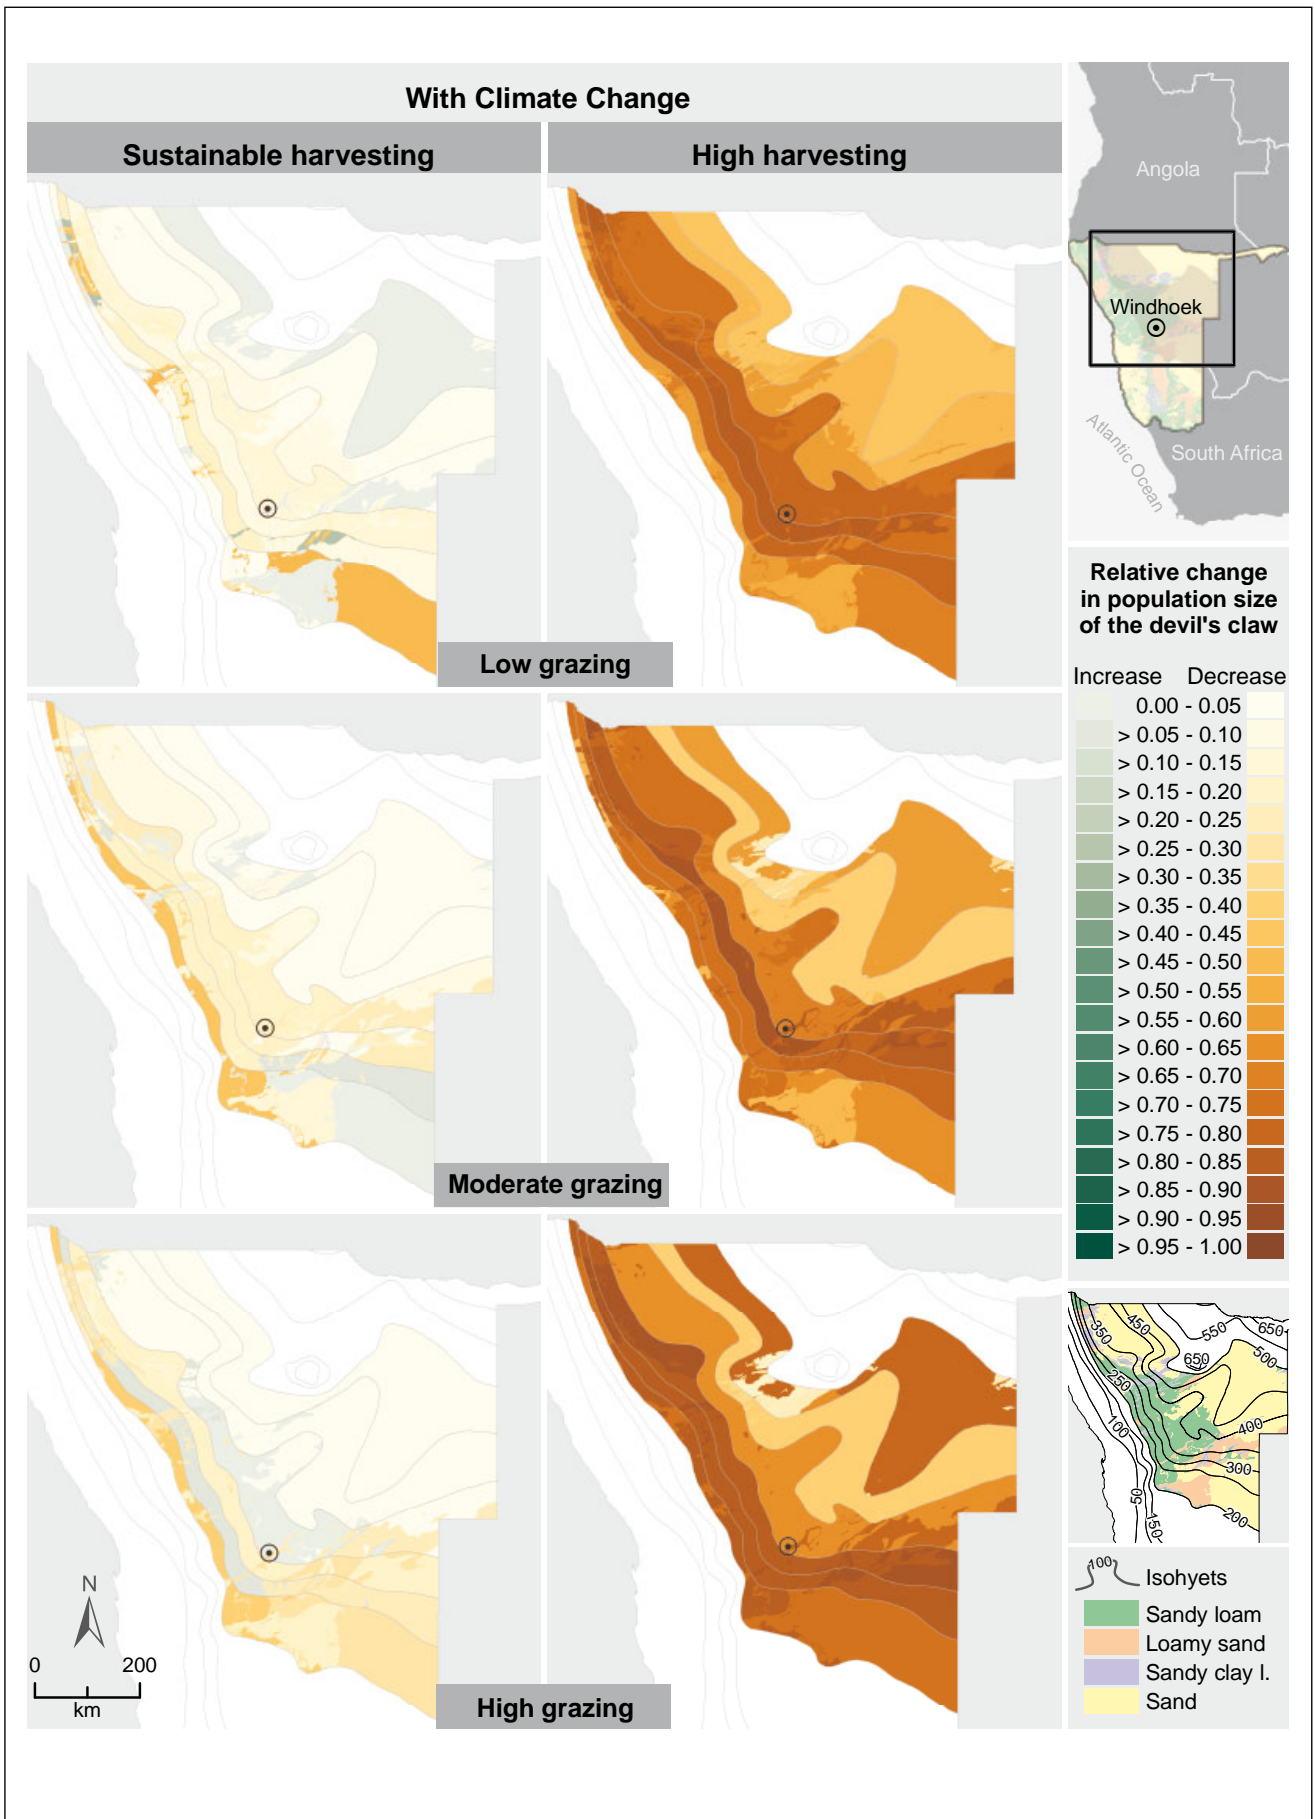 With Climate Change
Sustainable harvesting
High harvesting
Low grazing
Moderate grazing
High grazing
N
0 200
km
Angola
Windhoek
Atlantic Ocean
South Africa
Relative change
in population size
of the devil's claw
Increase Decrease
0.00 - 0.05
> 0.05 - 0.10
> 0.10 - 0.15
> 0.15 - 0.20
> 0.20 - 0.25
> 0.25 - 0.30
> 0.30 - 0.35
> 0.35 - 0.40
> 0.40 - 0.45
> 0.45 - 0.50
> 0.50 - 0.55
> 0.55 - 0.60
> 0.60 - 0.65
> 0.65 - 0.70
> 0.70 - 0.75
> 0.75 - 0.80
> 0.80 - 0.85
> 0.85 - 0.90
> 0.90 - 0.95
> 0.95 - 1.00
350
450
550
650
500
650
250
100
400
300
50
150
200
100
Isohyets
Sandy loam
Loamy sand
Sandy clay l.
Sand